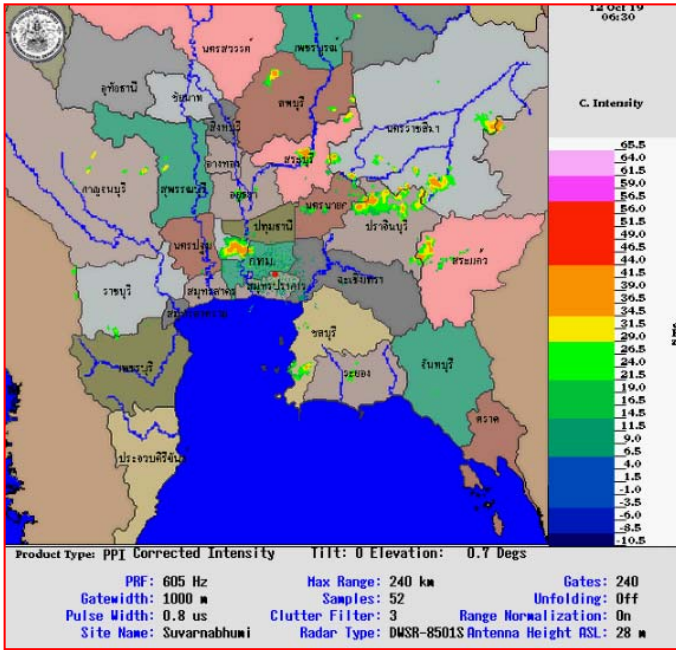 12 Oct 19
06:30
C. Intensity
65.5
64.0
61.5
59.0
56.5
56.0
51.5
49.0
46.5
44.0
41.5
39.0
36.5
34.0
31.5
29.0
26.5
24.0
21.5
19.0
16.5
14.0
11.5
9.0
6.5
4.0
1.5
-1.0
-3.5
-6.0
-8.5
-10.5
นครสวรรค์
เพชรบูรณ์
อุทัยธานี
ชัยนาท
ลพบุรี
สิงห์บุรี
นครราชสีมา
อ่างทอง
สระบุรี
กาญจนบุรี
สุพรรณบุรี
อยุธยา
นครนายก
ปทุมธานี
ปราจีนบุรี
นครปฐม
ก.ท.ม.
สระแก้ว
ราชบุรี
สมุทรสาคร
สมุทรปราการ
ฉะเชิงเทรา
สมุทรสงคราม
ชลบุรี
เพชรบุรี
ระยอง
จันทบุรี
ตราด
ประจวบคีรีขันธ์
Product Type: PPI Corrected Intensity Tilt: 0 Elevation: 0.7 Degs
PRF: 605 Hz Max Range: 240 km Gates: 240
Gatewidth: 1000 m Samples: 52 Unfolding: Off
Pulse Width: 0.8 us Clutter Filter: 3 Range Normalization: On
Site Name: Suvarnabhumi Radar Type: DWSR-8501S Antenna Height ASL: 28 m